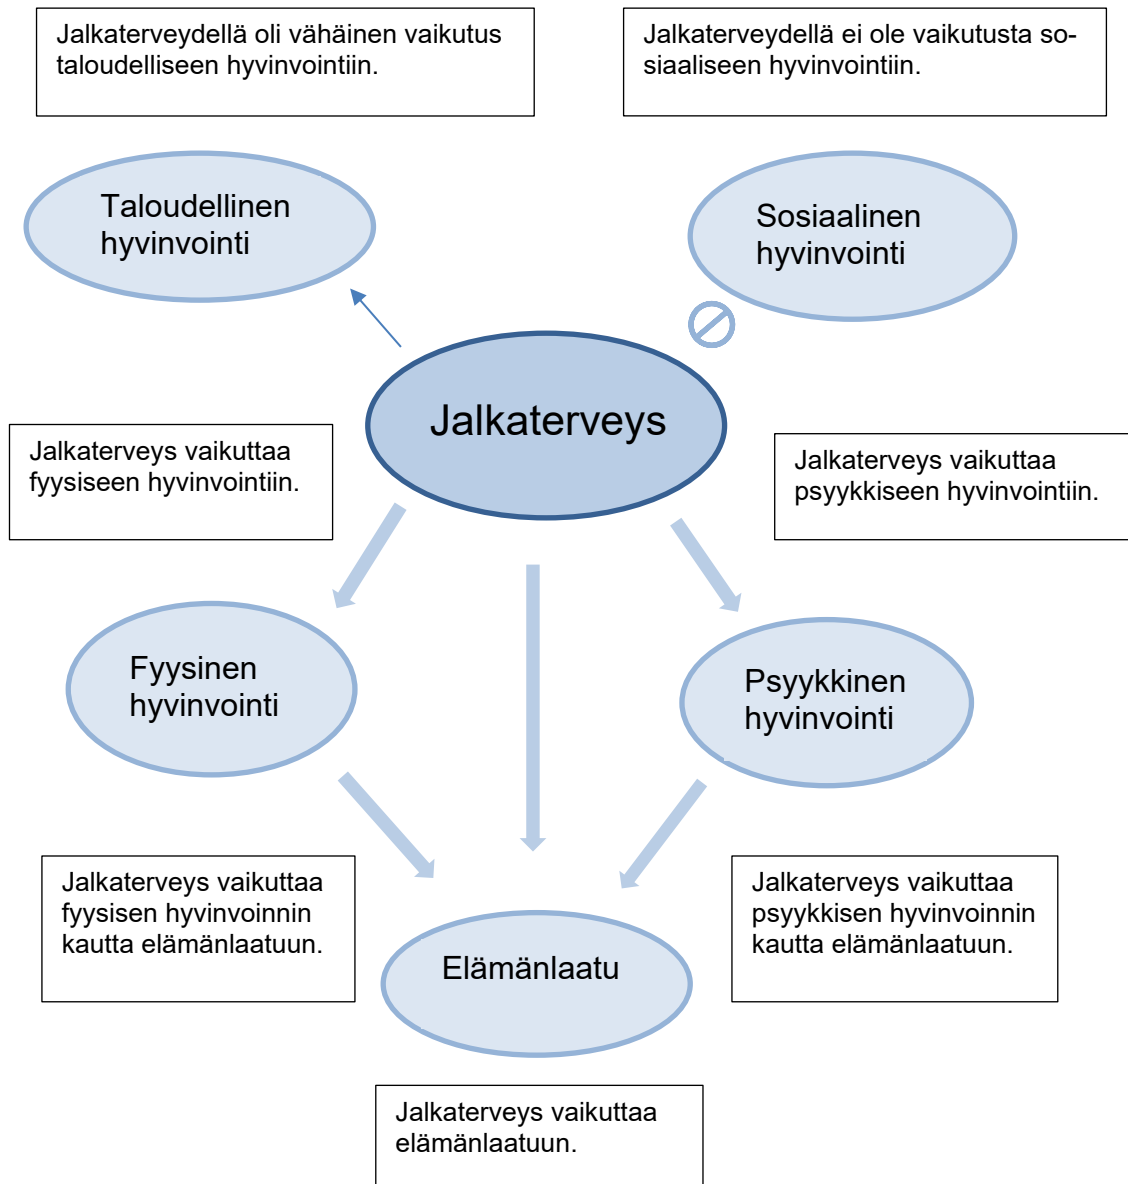 Jalkaterveydellä oli vähäinen vaikutus
taloudelliseen hyvinvointiin.
Jalkaterveydellä ei ole vaikutusta so-
siaaliseen hyvinvointiin.
Taloudellinen
hyvinvointi
Sosiaalinen
hyvinvointi
Jalkaterveys
Jalkaterveys vaikuttaa
fyysiseen hyvinvointiin.
Jalkaterveys vaikuttaa
psyykkiseen hyvinvointiin.
Fyysinen
hyvinvointi
Psyykkinen
hyvinvointi
Jalkaterveys vaikuttaa
fyysisen hyvinvoinnin
kautta elämänlaatuun.
Jalkaterveys vaikuttaa
psyykkisen hyvinvoinnin
kautta elämänlaatuun.
Elämänlaatu
Jalkaterveys vaikuttaa
elämänlaatuun.